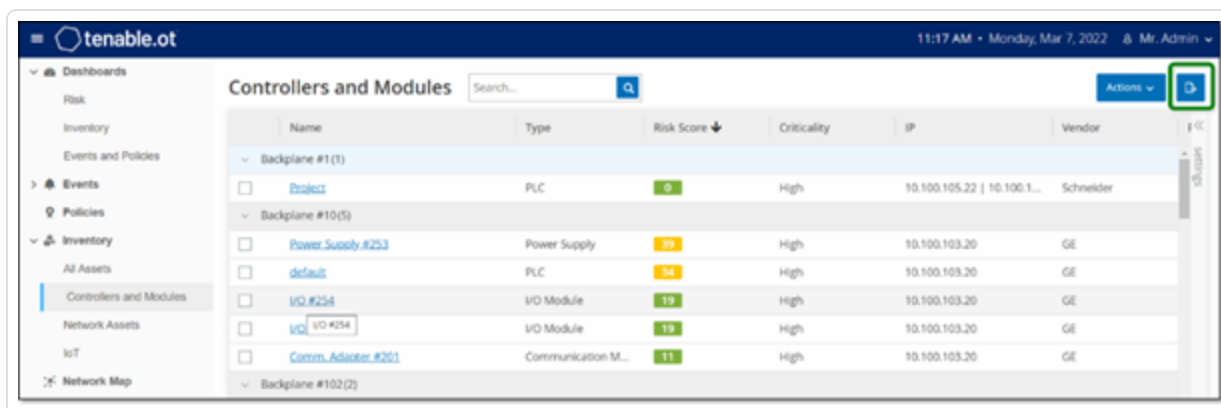 tenable.ot
11:17 AM • Monday, Mar 7, 2022 Mr. Admin
Dashboards
Risk
Inventory
Events and Policies
Events
Policies
Inventory
All Assets
Controllers and Modules
Network Assets
IoT
Network Map
Controllers and Modules Search... Actions
Name Type Risk Score Criticality IP Vendor
Backplane #1(1)
Project PLC 0 High 10.100.105.22 | 10.100.1... Schneider
Backplane #10(5)
Power Supply #253 Power Supply 39 High 10.100.103.20 GE
default PLC 34 High 10.100.103.20 GE
I/O #254 I/O Module 19 High 10.100.103.20 GE
I/O I/O #254 I/O Module 19 High 10.100.103.20 GE
Comm. Adapter #201 Communication M... 11 High 10.100.103.20 GE
Backplane #102(2)
settings